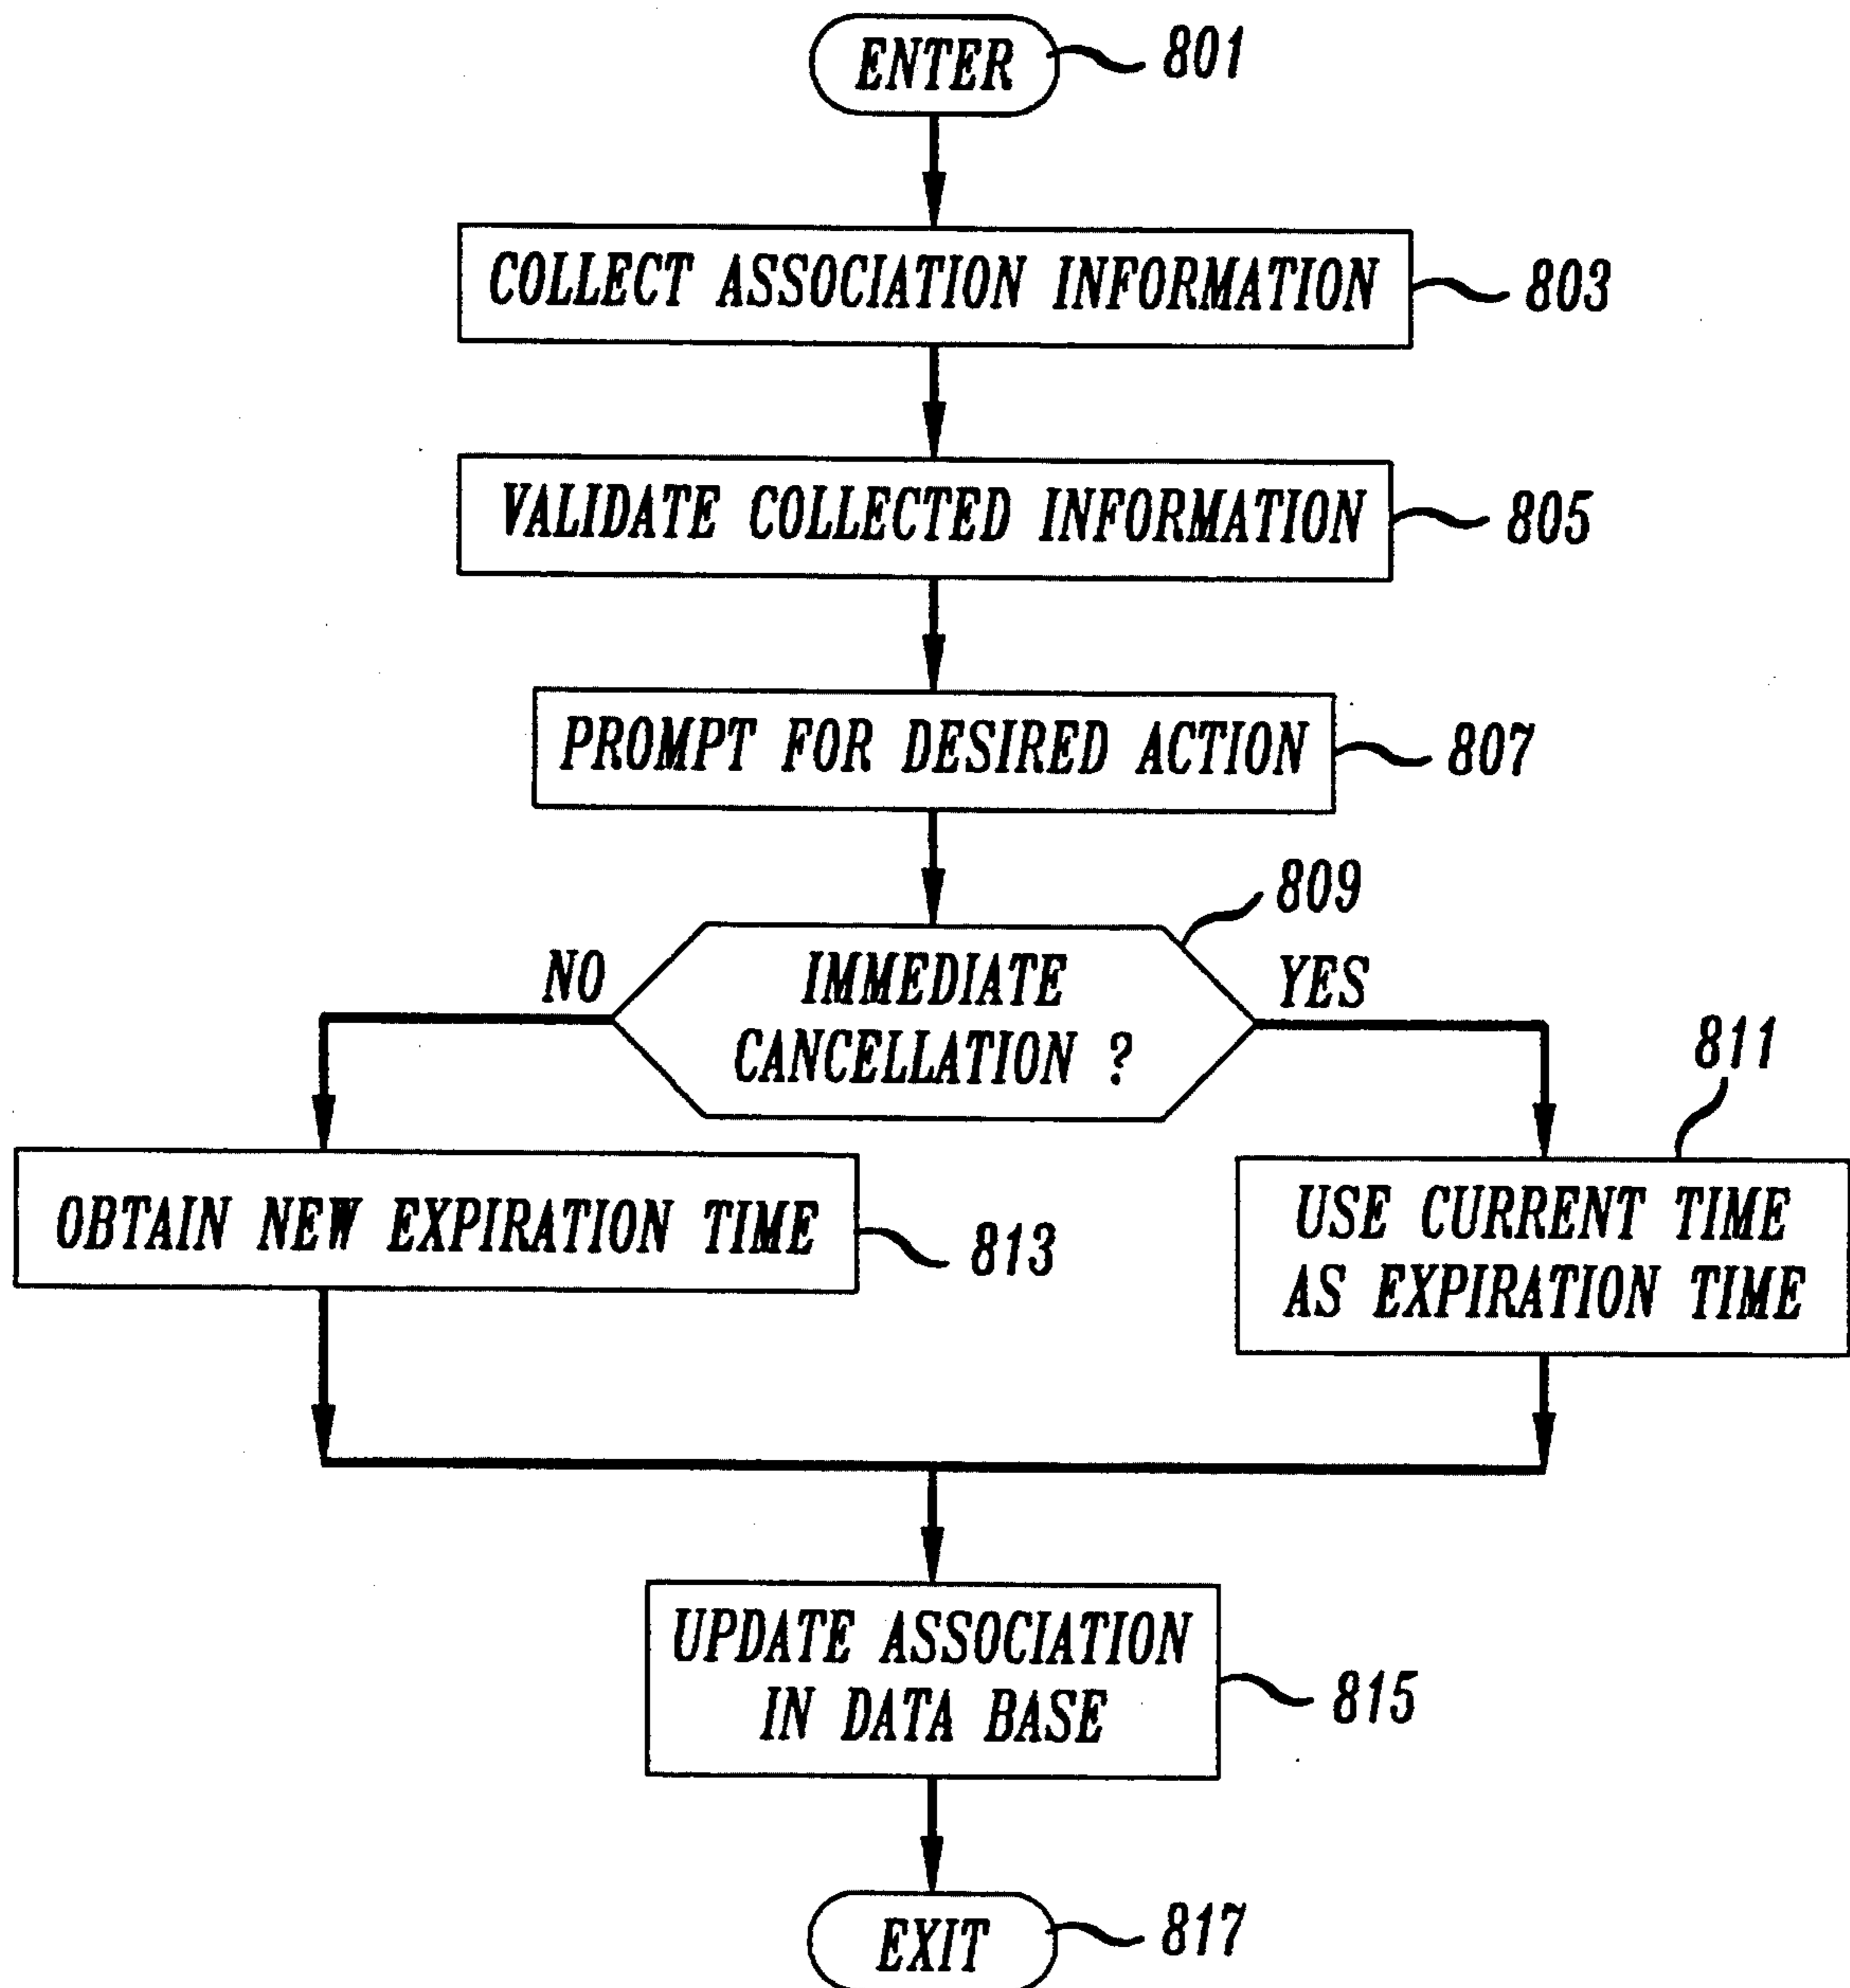 ENTER 801
COLLECT ASSOCIATION INFORMATION 803
VALIDATE COLLECTED INFORMATION 805
PROMPT FOR DESIRED ACTION 807
809
NO
IMMEDIATE
CANCELLATION ?
YES
811
OBTAIN NEW EXPIRATION TIME 813
USE CURRENT TIME
AS EXPIRATION TIME
UPDATE ASSOCIATION
IN DATA BASE
815
EXIT 817